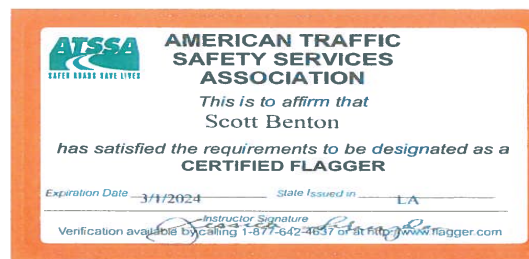 ATSSA
SAFER ROADS SAVE LIVES
AMERICAN TRAFFIC
SAFETY SERVICES
ASSOCIATION
This is to affirm that
Scott Benton
has satisfied the requirements to be designated as a
CERTIFIED FLAGGER
Expiration Date 3/1/2024 State Issued in LA
Instructor Signature
Jessica
Verification available by calling 1-877-642-4637 or at http://www.flagger.com